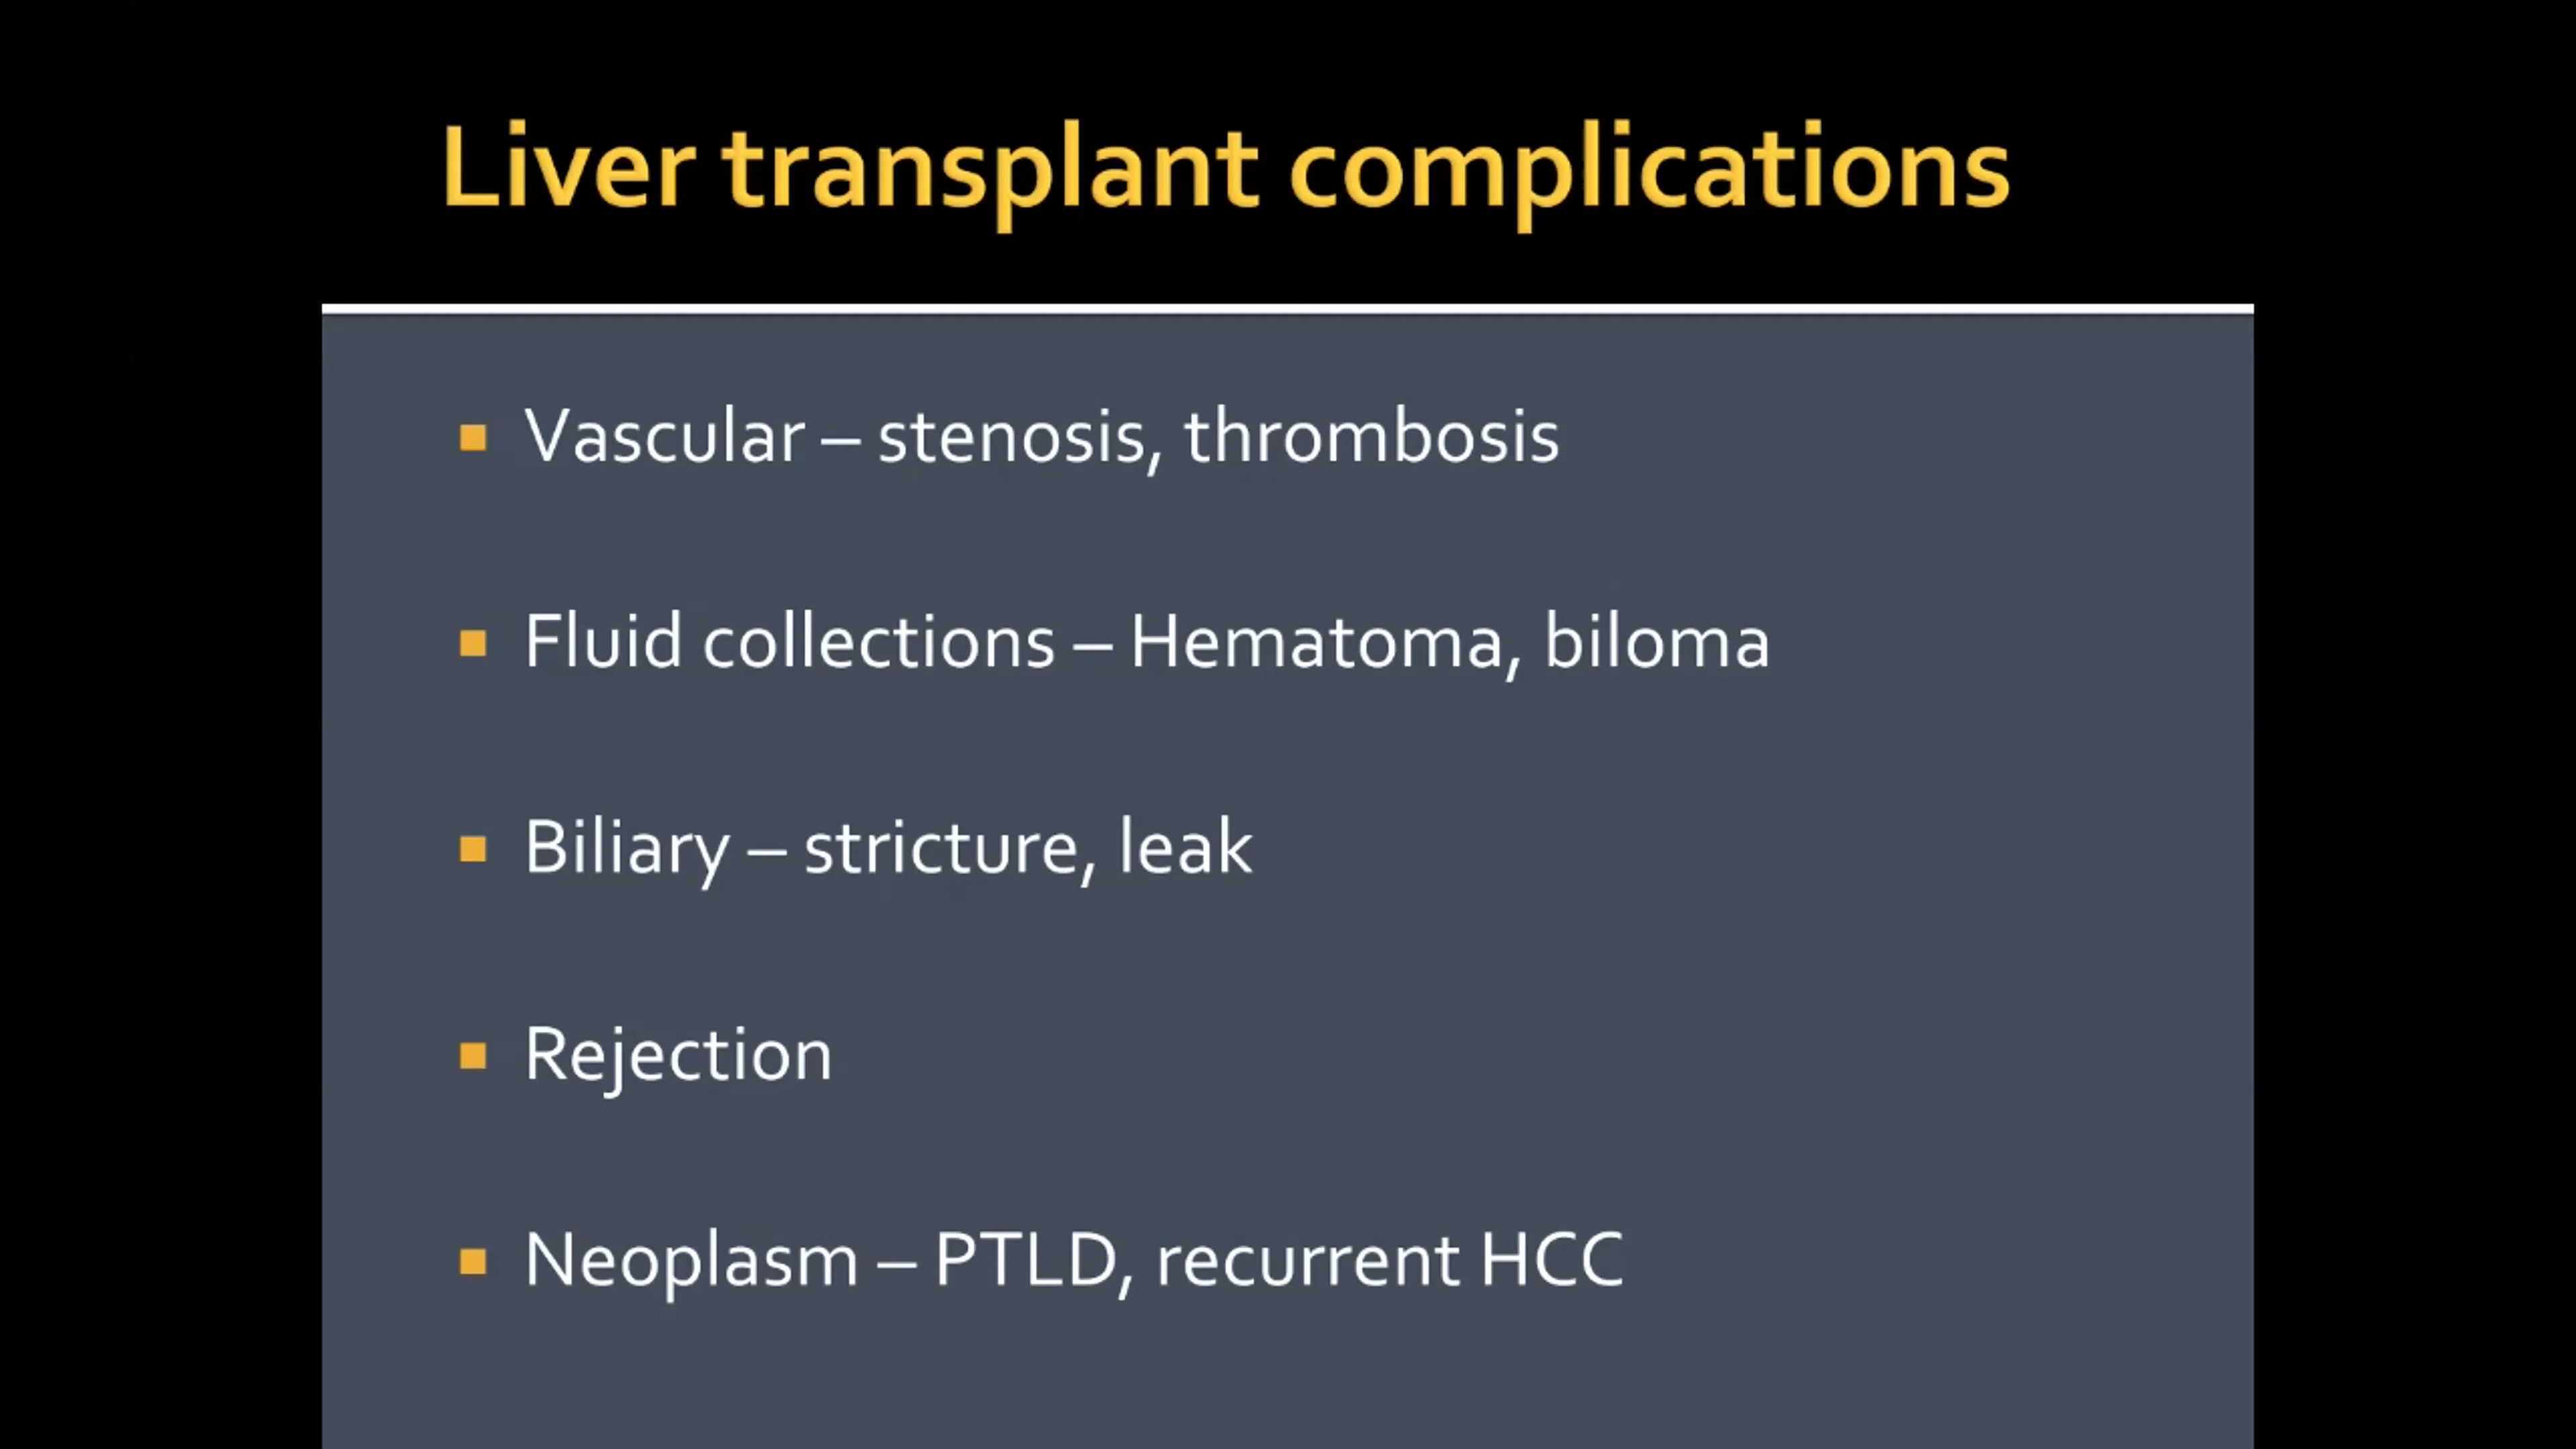 Liver transplant complications
Vascular – stenosis, thrombosis
Fluid collections – Hematoma, biloma
Biliary – stricture, leak
Rejection
Neoplasm – PTLD, recurrent HCC